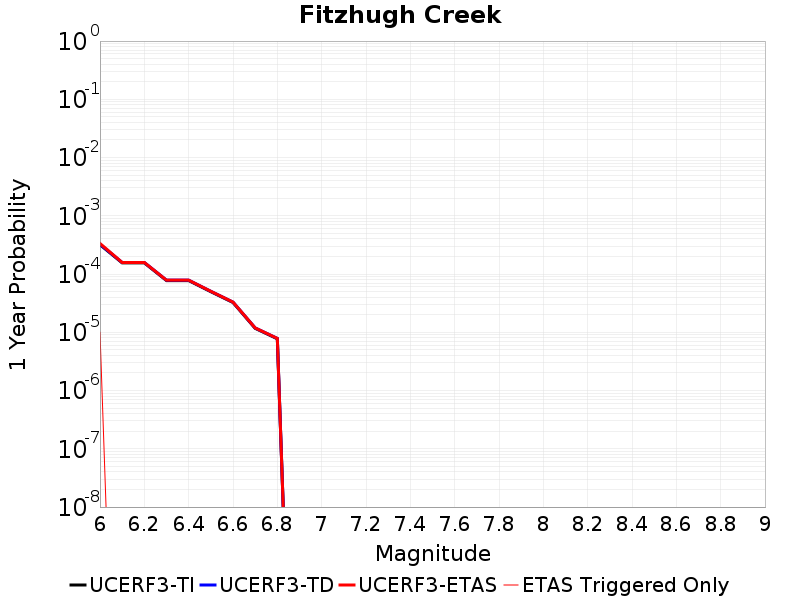 Fitzhugh Creek
10^0
10^-1
10^-2
10^-3
10^-4
10^-5
10^-6
10^-7
10^-8
1 Year Probability
6 6.2 6.4 6.6 6.8 7 7.2 7.4 7.6 7.8 8 8.2 8.4 8.6 8.8 9
Magnitude
UCERF3-TI UCERF3-TD UCERF3-ETAS ETAS Triggered Only